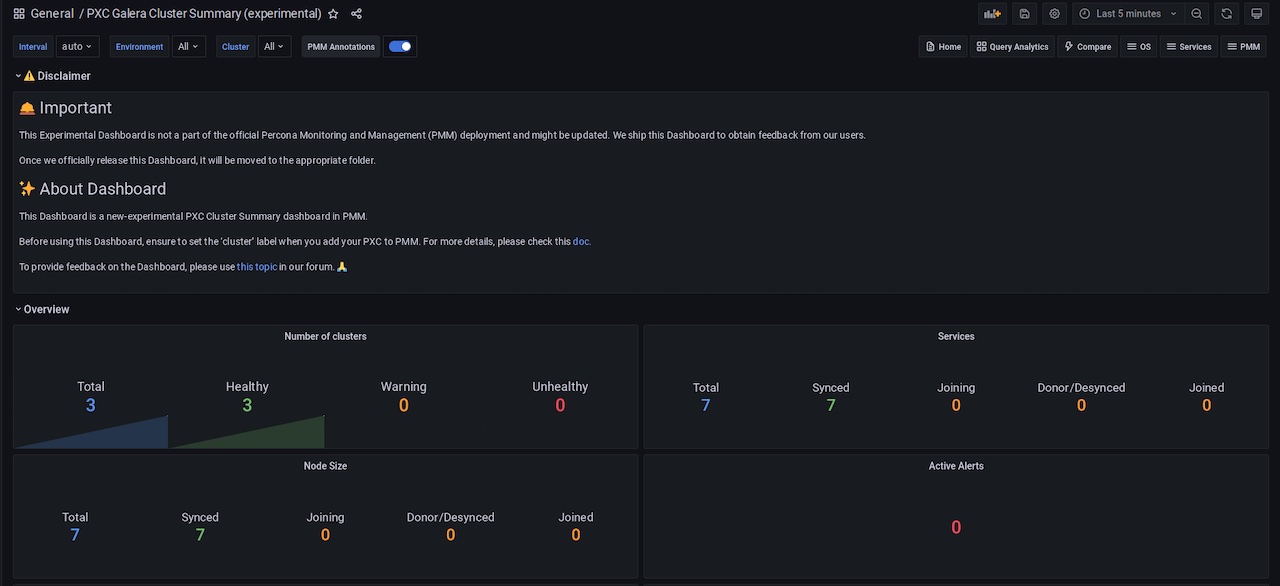 General / PXC Galera Cluster Summary (experimental)
Last 5 minutes
Interval auto Environment All Cluster All PMM Annotations
Home Query Analytics Compare OS Services PMM
Disclaimer
Important
This Experimental Dashboard is not a part of the official Percona Monitoring and Management (PMM) deployment and might be updated. We ship this Dashboard to obtain feedback from our users.
Once we officially release this Dashboard, it will be moved to the appropriate folder.
About Dashboard
This Dashboard is a new-experimental PXC Cluster Summary dashboard in PMM.
Before using this Dashboard, ensure to set the 'cluster' label when you add your PXC to PMM. For more details, please check this doc.
To provide feedback on the Dashboard, please use this topic in our forum.
Overview
Number of clusters
Total Healthy Warning Unhealthy
3 3 0 0
Services
Total Synced Joining Donor/Desynced Joined
7 7 0 0 0
Node Size
Total Synced Joining Donor/Desynced Joined
7 7 0 0 0
Active Alerts
0